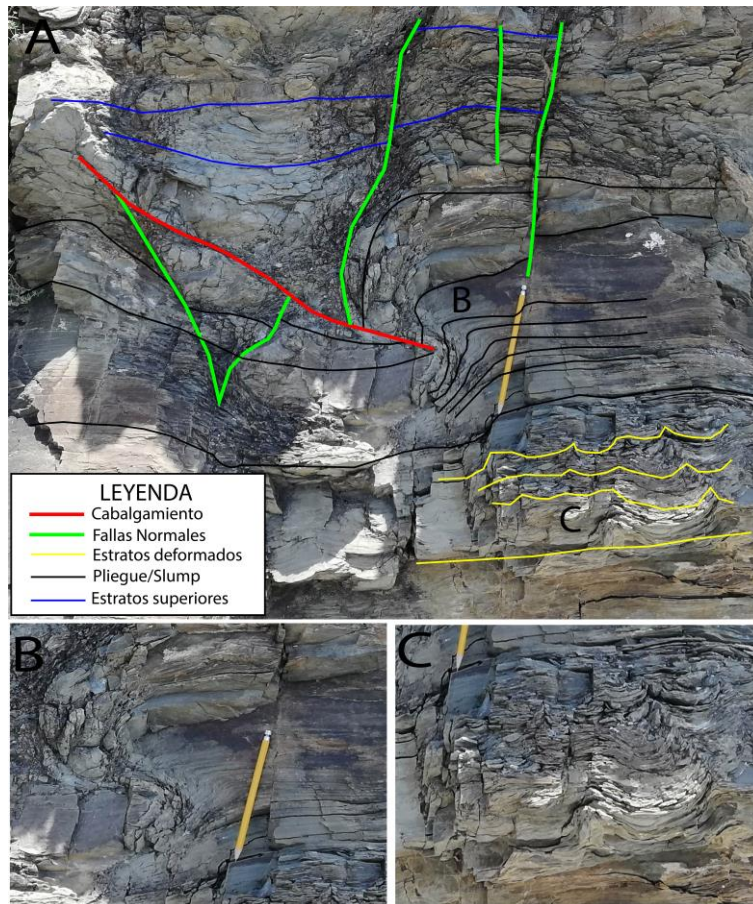 A
B
C
LEYENDA
Cabalgamiento
Fallas Normales
Estratos deformados
Pliegue/Slump
Estratos superiores
B
C